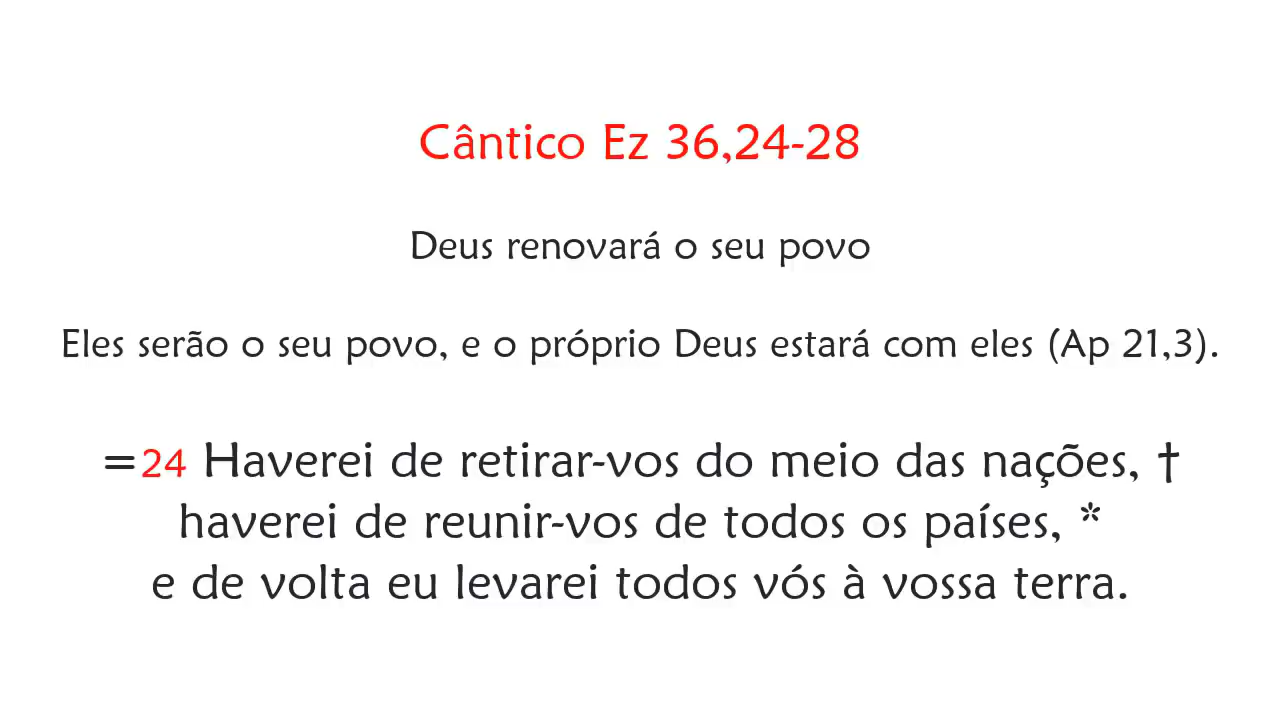 Cântico Ez 36,24-28
Deus renovará o seu povo
Eles serão o seu povo, e o próprio Deus estará com eles (Ap 21,3).
=24 Haverei de retirar-vos do meio das nações, †
haverei de reunir-vos de todos os países, *
e de volta eu levarei todos vós à vossa terra.